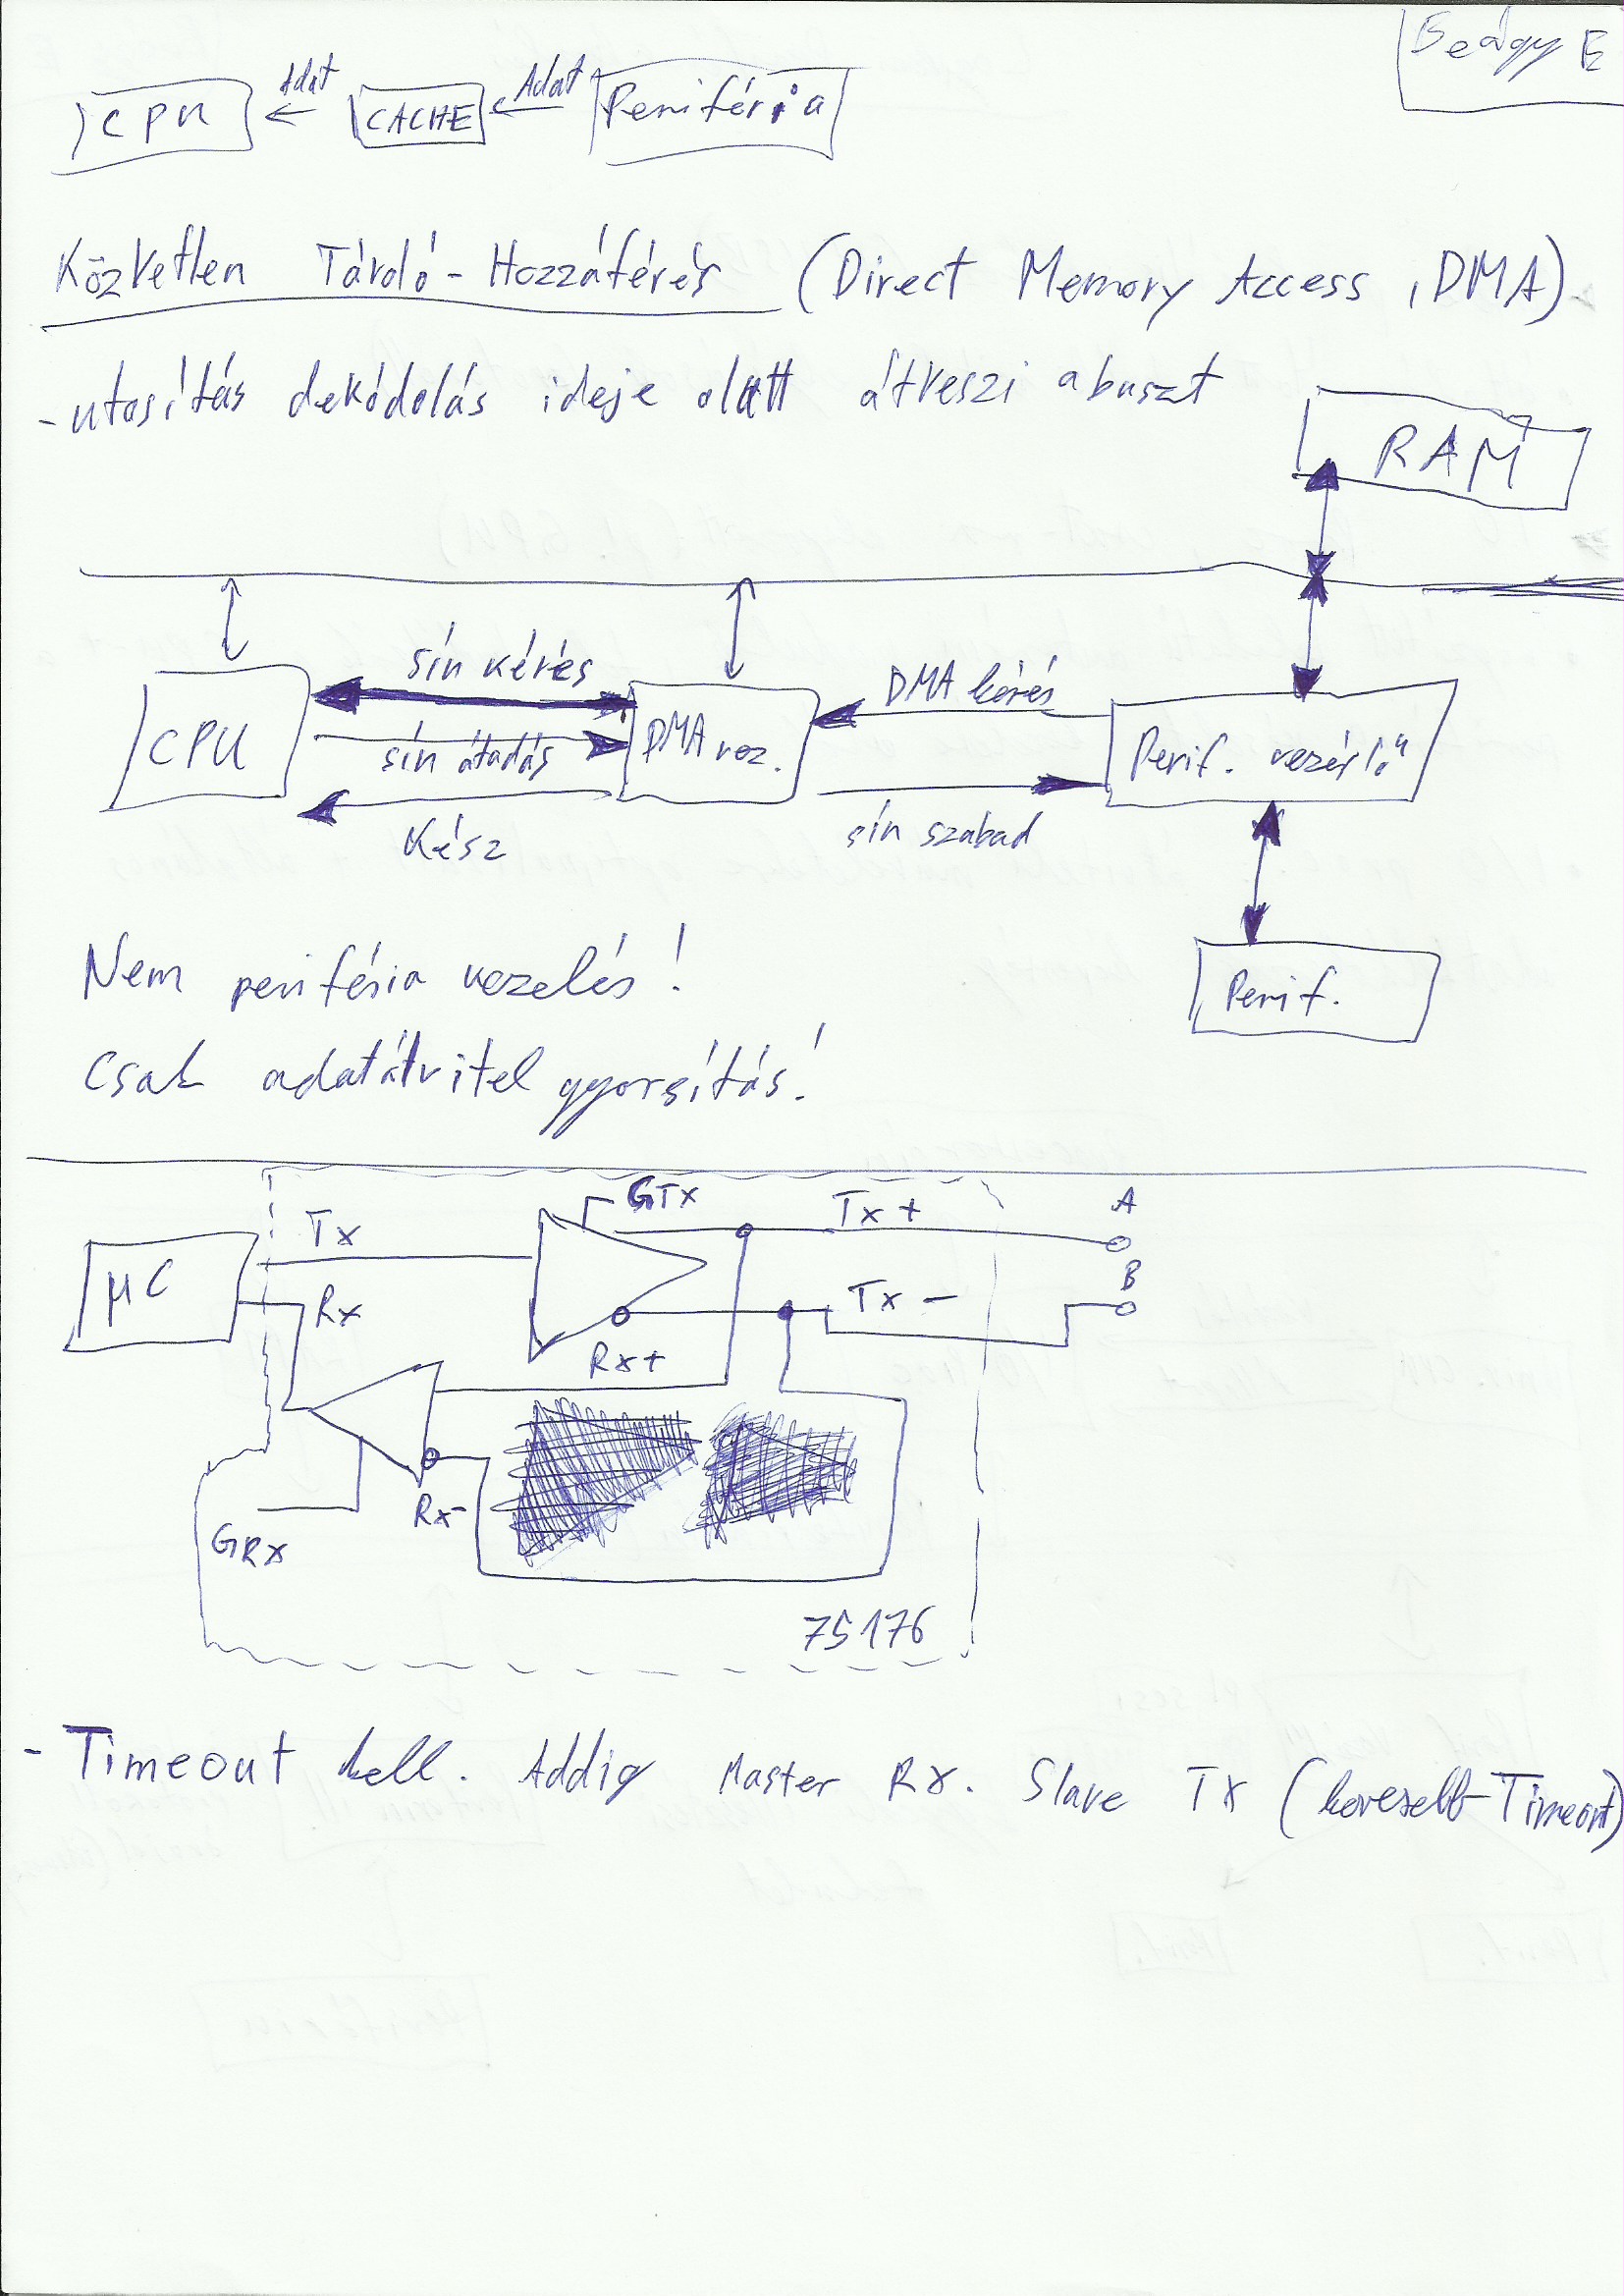 Beágy E
Adat Adat
CPU CACHE Periféria
Közvetlen Tároló-Hozzáférés (Direct Memory Access, DMA)
- utasítás dekódolás ideje alatt átveszi a buszt
RAM
sín kérés DMA kérés
CPU sín átadás DMA vez. Perif. vezérlő
Kész sín szabad
Perif.
Nem periféria vezelés!
Csak adatátvitel gyorsítás!
GTX
Tx Tx+ A
μC Rx Tx- B
Rx+
Rx-
GRX
75176
- Timeout kell. Addig Master Rx. Slave Tx (kevesebb Timeout)